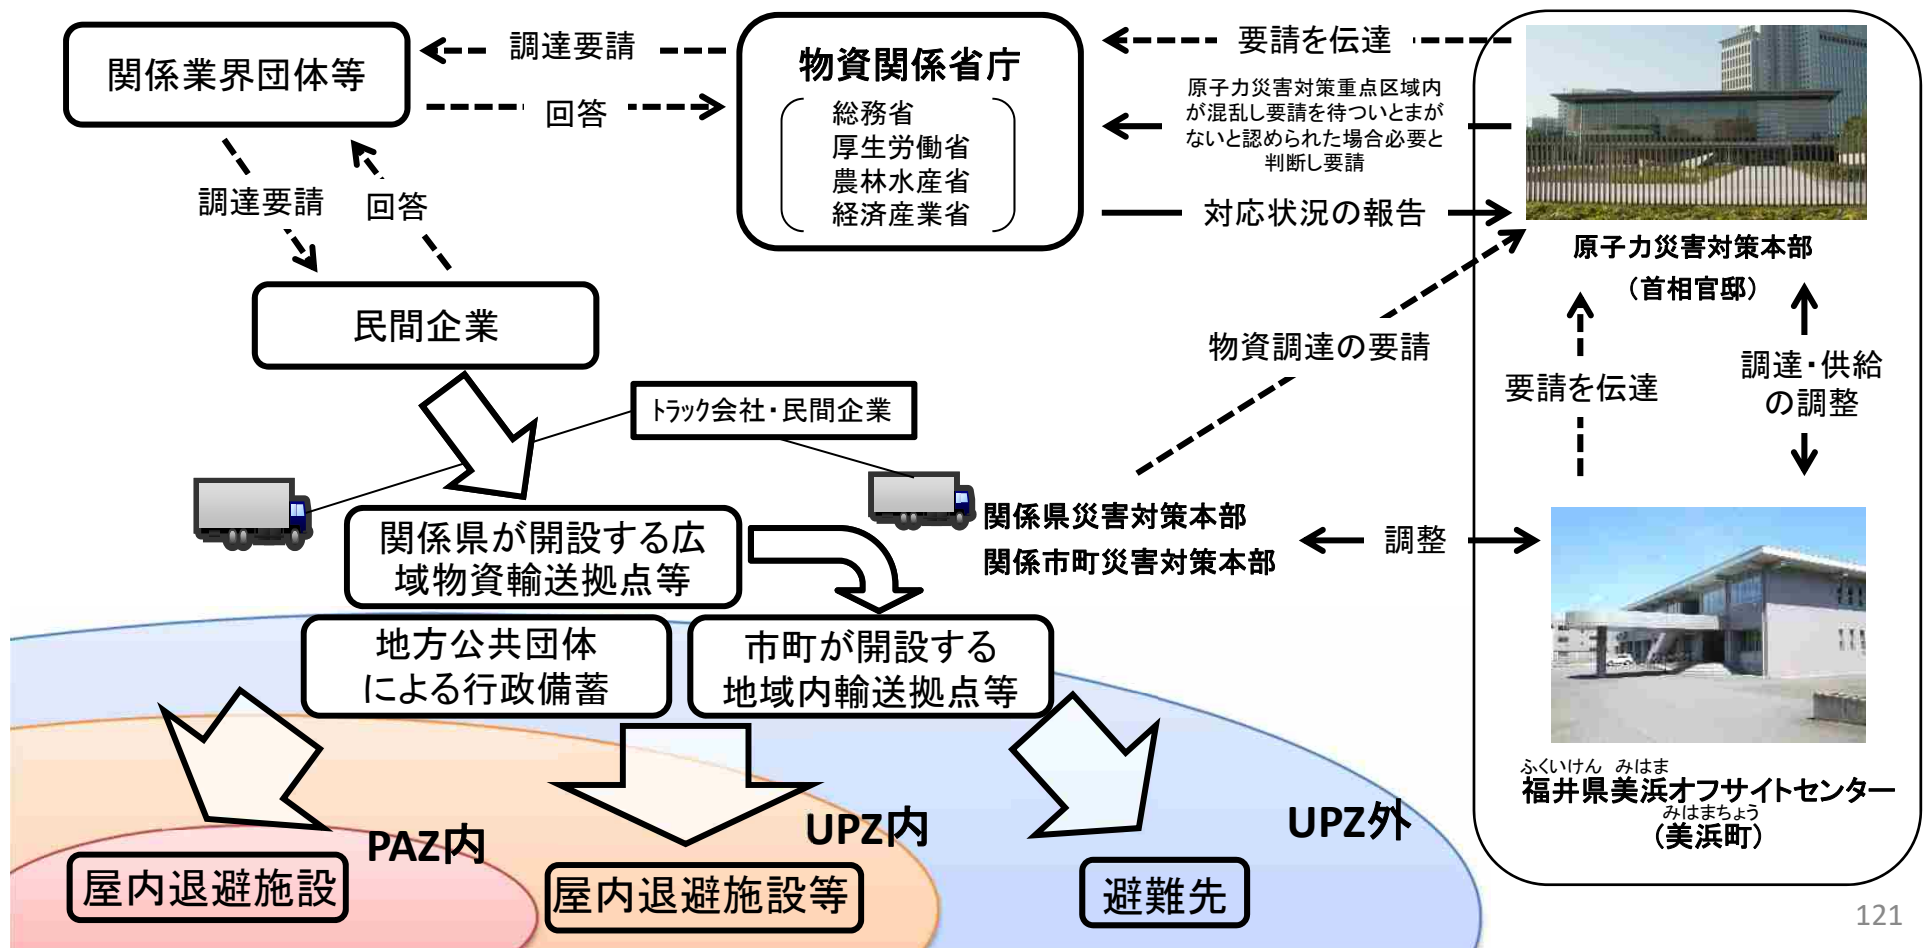 関係業界団体等
調達要請
回答
物資関係省庁
総務省
厚生労働省
農林水産省
経済産業省
要請を伝達
原子力災害対策重点区域内
が混乱し要請を待ついとまが
ないと認められた場合必要と
判断し要請
対応状況の報告
原子力災害対策本部
（首相官邸）
調達要請
回答
民間企業
物資調達の要請
要請を伝達
調達・供給
の調整
トラック会社・民間企業
関係県災害対策本部
関係市町災害対策本部
調整
関係県が開設する広
域物資輸送拠点等
地方公共団体
による行政備蓄
市町が開設する
地域内輸送拠点等
ふくいけん みはま
福井県美浜オフサイトセンター
みはまちょう
（美浜町）
PAZ内
UPZ内
UPZ外
屋内退避施設
屋内退避施設等
避難先
121